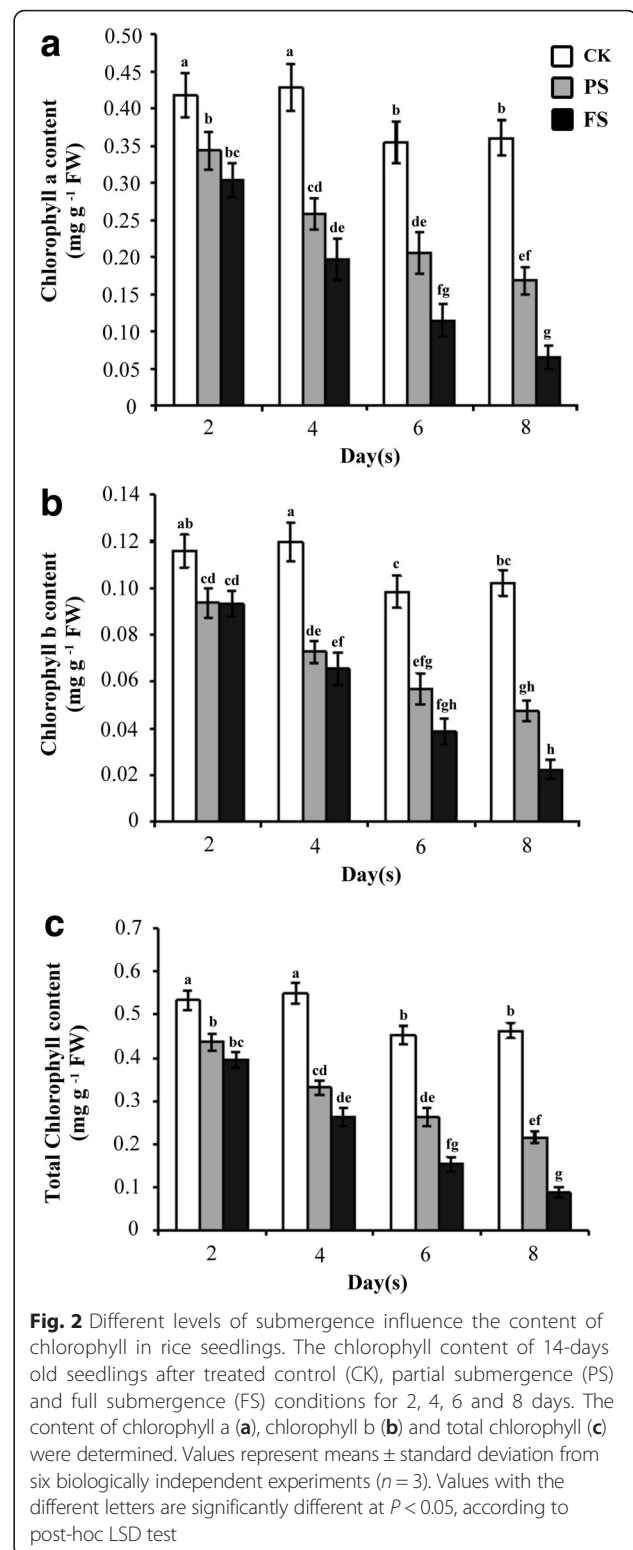 a
0.50
0.45
0.40
0.35
0.30
0.25
0.20
0.15
0.10
0.05
0
Chlorophyll a content
(mg g -1 FW)
a
b
bc
a
cd
de
b
de
fg
b
ef
g
CK
PS
FS
2
4
6
8
Day(s)
b
0.14
0.12
0.10
0.08
0.06
0.04
0.02
0
Chlorophyll b content
(mg g -1 FW)
ab
cd
cd
a
de
ef
c
efg
fgh
bc
gh
h
2
4
6
8
Day(s)
c
0.7
0.6
0.5
0.4
0.3
0.2
0.1
0
Total Chlorophyll content
(mg g -1 FW)
a
b
bc
a
cd
de
b
de
fg
b
ef
g
2
4
6
8
Day(s)
Fig. 2 Different levels of submergence influence the content of
chlorophyll in rice seedlings. The chlorophyll content of 14-days
old seedlings after treated control (CK), partial submergence (PS)
and full submergence (FS) conditions for 2, 4, 6 and 8 days. The
content of chlorophyll a (a), chlorophyll b (b) and total chlorophyll (c)
were determined. Values represent means ± standard deviation from
six biologically independent experiments (n = 3). Values with the
different letters are significantly different at P < 0.05, according to
post-hoc LSD test